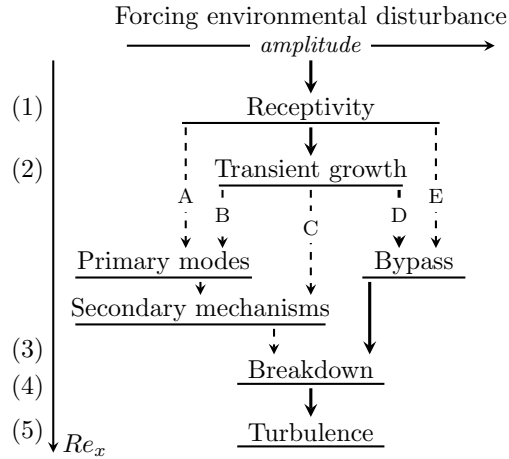 Forcing environmental disturbance
amplitude
(1) Receptivity
(2) Transient growth
A
E
B
D
C
Primary modes Bypass
Secondary mechanisms
(3)
Breakdown
(4)
(5) Turbulence
Re_x